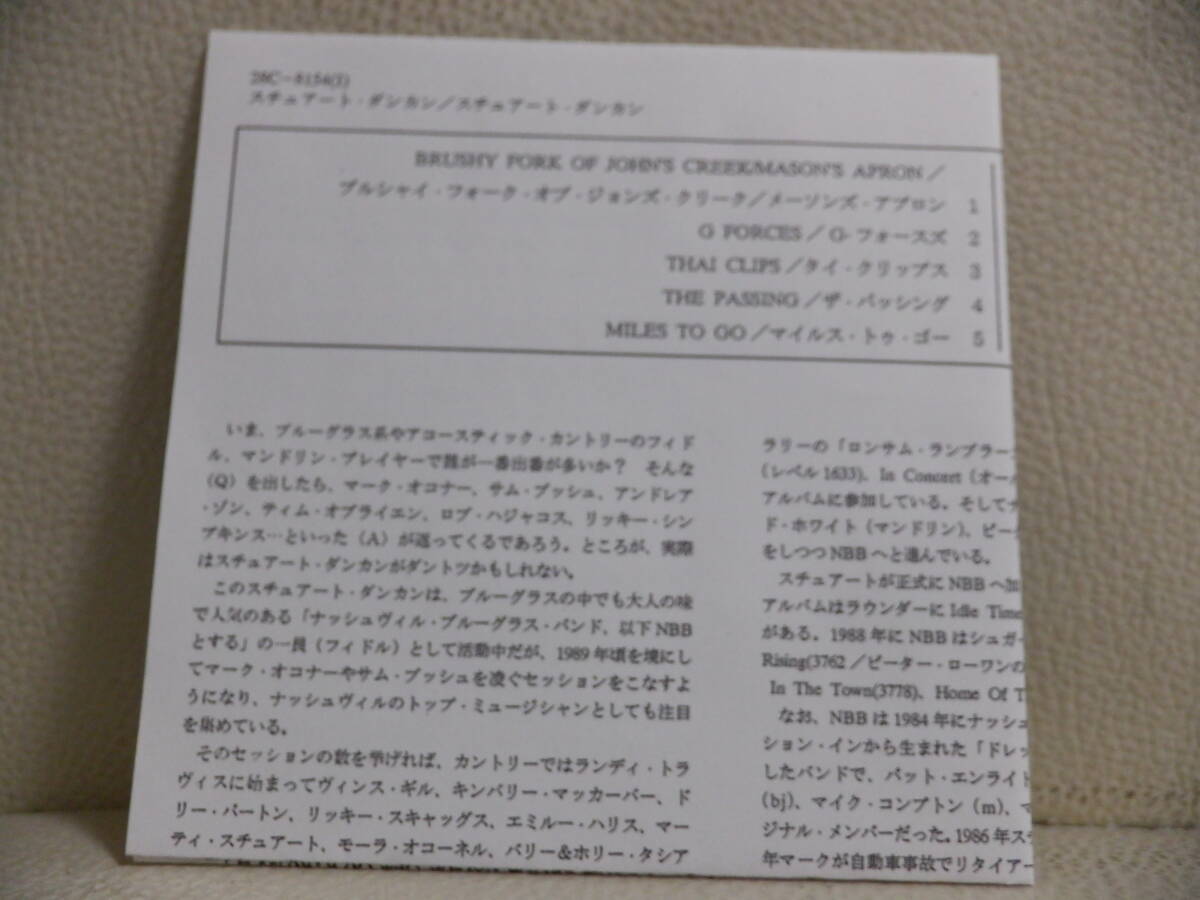 28C-8154(I)
スチュアート・ダンカン／スチュアート・ダンカン
BRUSHY FORK OF JOHN'S CREEK/MASON'S APRON／
ブルシャイ・フォーク・オブ・ジョンズ・クリーク／メーソンズ・アプロン 1
G FORCES／G・フォースズ 2
THAI CLIPS／タイ・クリップス 3
THE PASSING／ザ・パッシング 4
MILES TO GO／マイルス・トゥ・ゴー 5
いま、ブルーグラス系やアコースティック・カントリーのフィド
ル、マンドリン・プレイヤーで誰が一番出番が多いか？ そんな
(Q) を出したら、マーク・オコナー、サム・ブッシュ、アンドレア
・ゾン、ティム・オブライエン、ロブ・ハジャコス、リッキー・シン
プキンス…といった (A) が返ってくるであろう。ところが、実際
はスチュアート・ダンカンがダントツかもしれない。
このスチュアート・ダンカンは、ブルーグラスの中でも大人の味
で人気のある「ナッシュヴィル・ブルーグラス・バンド、以下NBB
とする」の一員（フィドル）として活動中だが、1989年頃を境にし
てマーク・オコナーやサム・ブッシュを凌ぐセッションをこなすよ
うになり、ナッシュヴィルのトップ・ミュージシャンとしても注目
を集めている。
そのセッションの数を挙げれば、カントリーではランディ・トラ
ヴィスに始まってヴィンス・ギル、キンバリー・マッカーバー、ド
リー・パートン、リッキー・スキャッグス、エミルー・ハリス、マー
ティ・スチュアート、モーラ・オコーネル、バリー&ホリー・タシア
ラリーの「ロンサム・ランブラー
(レベル1633)、In Concert (オー
アルバムに参加している。そして
ド・ホワイト（マンドリン）、ピー
をしつつNBBへと進んでいる。
スチュアートが正式にNBBへ加
アルバムはラウンダーに Idle Time
がある。1988年にNBBはシュガー
Rising(3762／ピーター・ローワンの
In The Town(3778)、Home Of T
なお、NBBは1984年にナッシュ
ション・インから生まれた「ドレッ
したバンドで、パット・エンライト
(bj)、マイク・コンプトン (m)、マ
ジナル・メンバーだった。1986年ス
年マークが自動車事故でリタイアー